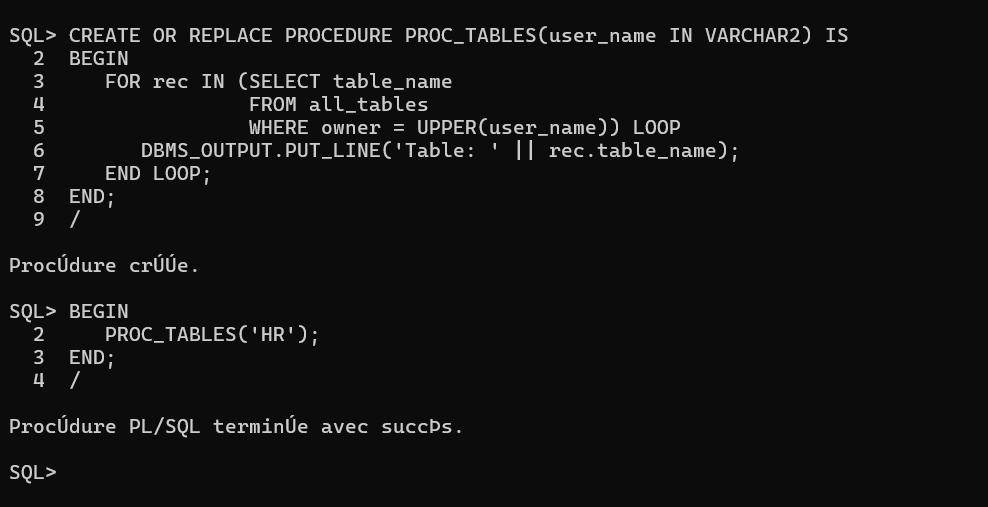 SQL> CREATE OR REPLACE PROCEDURE PROC_TABLES(user_name IN VARCHAR2) IS
  2  BEGIN
  3     FOR rec IN (SELECT table_name
  4                 FROM all_tables
  5                 WHERE owner = UPPER(user_name)) LOOP
  6        DBMS_OUTPUT.PUT_LINE('Table: ' || rec.table_name);
  7     END LOOP;
  8  END;
  9  /
ProcÚdure crÚÚe.
SQL> BEGIN
  2     PROC_TABLES('HR');
  3  END;
  4  /
ProcÚdure PL/SQL terminÚe avec succÞs.
SQL>